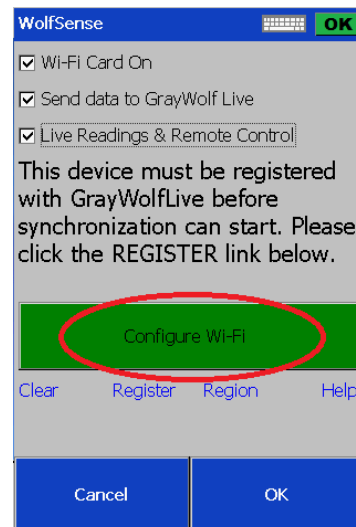 WolfSense OK
Wi-Fi Card On
Send data to GrayWolf Live
Live Readings & Remote Control
This device must be registered
with GrayWolfLive before
synchronization can start. Please
click the REGISTER link below.
Configure Wi-Fi
Clear Register Region Help
Cancel OK